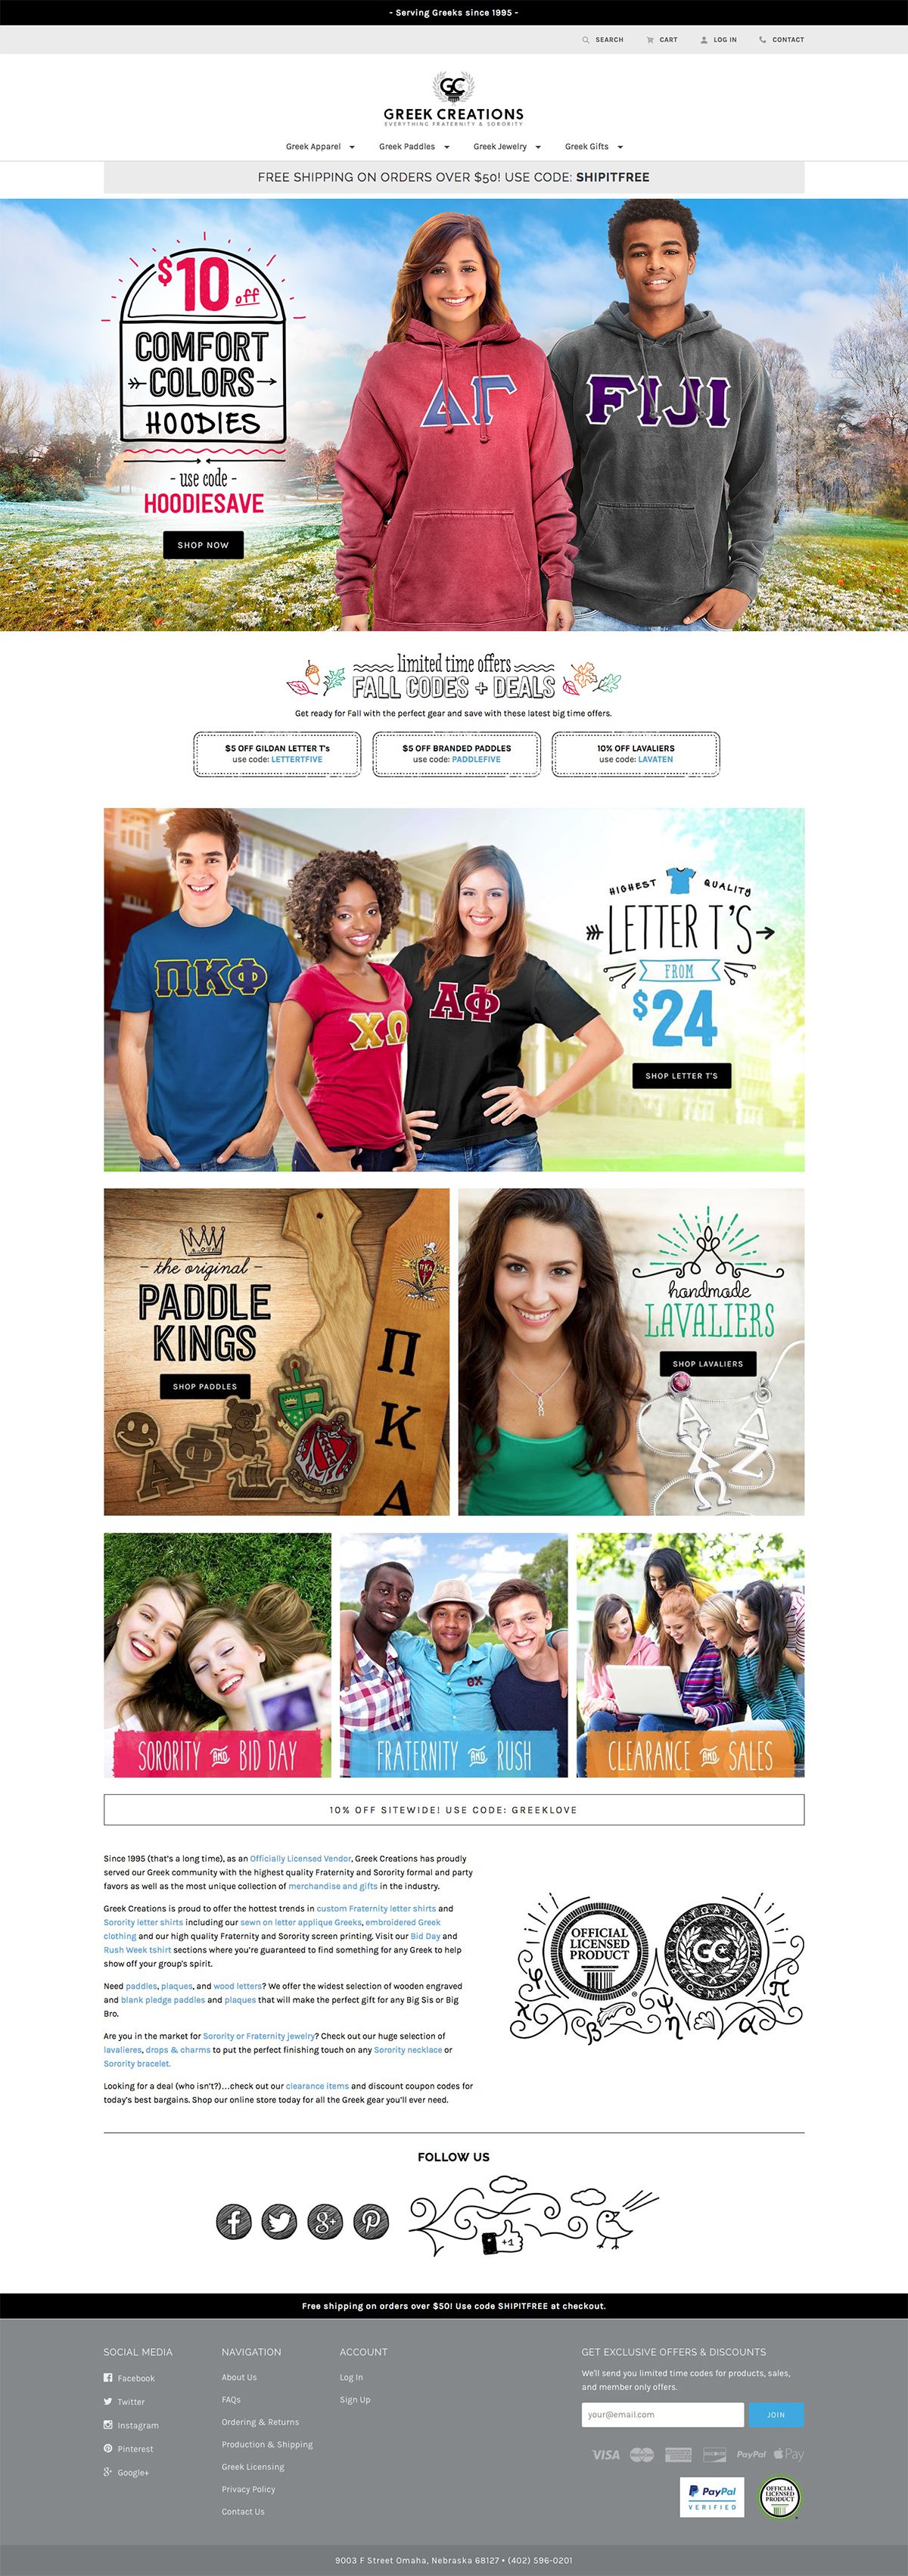 - Serving Greeks since 1995 -
SEARCH CART LOG IN CONTACT
GC
GREEK CREATIONS
EVERYTHING FRATERNITY & SORORITY
Greek Apparel Greek Paddles Greek Jewelry Greek Gifts
FREE SHIPPING ON ORDERS OVER $50! USE CODE: SHIPITFREE
$10 off
COMFORT
COLORS
HOODIES
- use code -
HOODIESAVE
SHOP NOW
ΔΓ
FIJI
limited time offers
FALL CODES + DEALS
Get ready for Fall with the perfect gear and save with these latest big time offers.
$5 OFF GILDAN LETTER T's
use code: LETTERTFIVE
$5 OFF BRANDED PADDLES
use code: PADDLEFIVE
10% OFF LAVALIERS
use code: LAVATEN
ΠΚΦ
ΧΩ
ΑΦ
HIGHEST QUALITY
LETTER T'S
FROM
$24
SHOP LETTER T'S
- the original -
PADDLE
KINGS
SHOP PADDLES
ΑΦ
ΠΚΑ
Π
Κ
Α
handmade
LAVALIERS
SHOP LAVALIERS
ΑΧΩ
SORORITY AND BID DAY
ΘΧ
FRATERNITY AND RUSH
CLEARANCE AND SALES
10% OFF SITEWIDE! USE CODE: GREEKLOVE
Since 1995 (that's a long time), as an Officially Licensed Vendor, Greek Creations has proudly
served our Greek community with the highest quality Fraternity and Sorority formal and party
favors as well as the most unique collection of merchandise and gifts in the industry.
Greek Creations is proud to offer the hottest trends in custom Fraternity letter shirts and
Sorority letter shirts including our sewn on letter applique Greeks, embroidered Greek
clothing and our high quality Fraternity and Sorority screen printing. Visit our Bid Day and
Rush Week tshirt sections where you're guaranteed to find something for any Greek to help
show off your group's spirit.
Need paddles, plaques, and wood letters? We offer the widest selection of wooden engraved
and blank pledge paddles and plaques that will make the perfect gift for any Big Sis or Big
Bro.
Are you in the market for Sorority or Fraternity jewelry? Check out our huge selection of
lavalieres, drops & charms to put the perfect finishing touch on any Sorority necklace or
Sorority bracelet.
Looking for a deal (who isn't?)...check out our clearance items and discount coupon codes for
today's best bargains. Shop our online store today for all the Greek gear you'll ever need.
OFFICIAL
LICENSED
PRODUCT
®
GC
χ φ β ψ η α π
FOLLOW US
f g+
+1
Free shipping on orders over $50! Use code SHIPITFREE at checkout.
SOCIAL MEDIA
Facebook
Twitter
Instagram
Pinterest
Google+
NAVIGATION
About Us
FAQs
Ordering & Returns
Production & Shipping
Greek Licensing
Privacy Policy
Contact Us
ACCOUNT
Log In
Sign Up
GET EXCLUSIVE OFFERS & DISCOUNTS
We'll send you limited time codes for products, sales,
and member only offers.
your@email.com JOIN
VISA PayPal Pay
PayPal
VERIFIED
OFFICIAL
LICENSED
PRODUCT
9003 F Street Omaha, Nebraska 68127 • (402) 596-0201